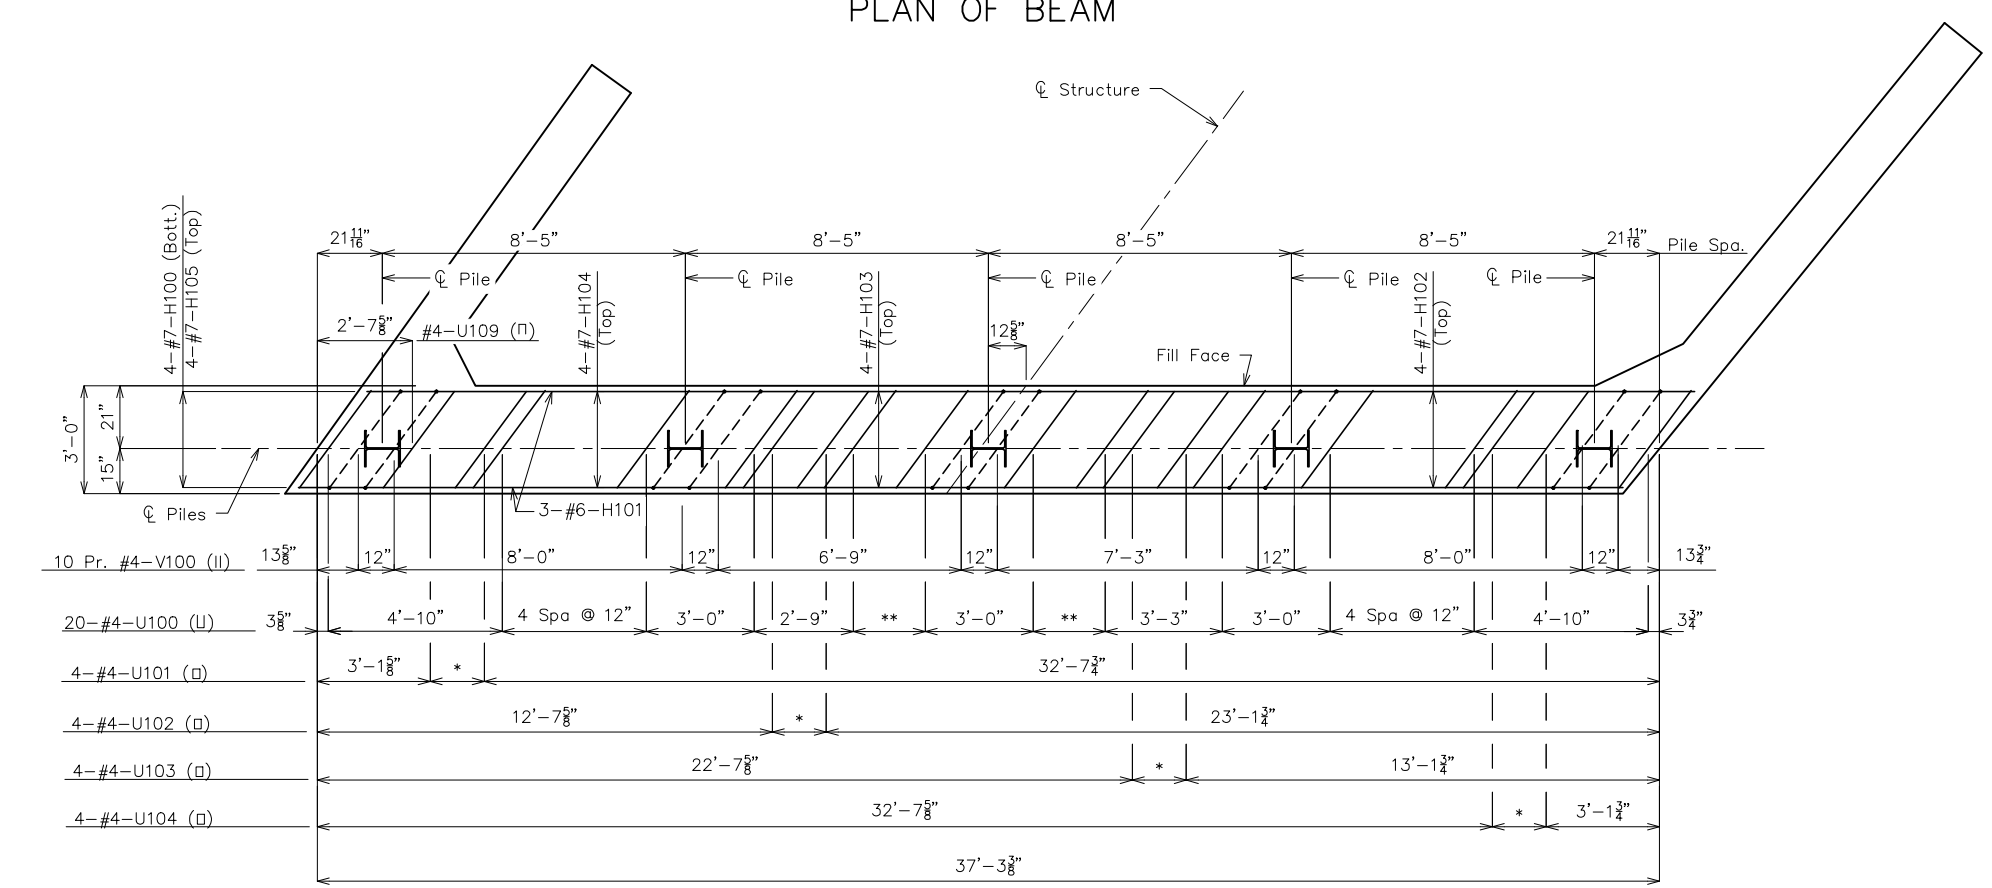 PLAN OF BEAM
℄ Structure
21 11/16" 8'-5" 8'-5" 8'-5" 8'-5" 21 11/16" Pile Spa.
℄ Pile ℄ Pile ℄ Pile ℄ Pile ℄ Pile
4-#7-H100 (Bott.)
4-#7-H105 (Top)
4-#7-H104
(Top)
4-#7-H103
(Top)
4-#7-H102
(Top)
2'-7 5/8" #4-U109 (⊓)
12 5/8"
Fill Face
3'-0"
21"
15"
℄ Piles
3-#6-H101
10 Pr. #4-V100 (II) 13 5/8" 12" 8'-0" 12" 6'-9" 12" 7'-3" 12" 8'-0" 12" 13 3/4"
20-#4-U100 (⊔) 3 5/8" 4'-10" 4 Spa @ 12" 3'-0" 2'-9" ** 3'-0" ** 3'-3" 3'-0" 4 Spa @ 12" 4'-10" 3 3/4"
4-#4-U101 (□) 3'-1 5/8" * 32'-7 3/4"
4-#4-U102 (□) 12'-7 5/8" * 23'-1 3/4"
4-#4-U103 (□) 22'-7 5/8" * 13'-1 3/4"
4-#4-U104 (□) 32'-7 5/8" * 3'-1 3/4"
37'-3 3/8"